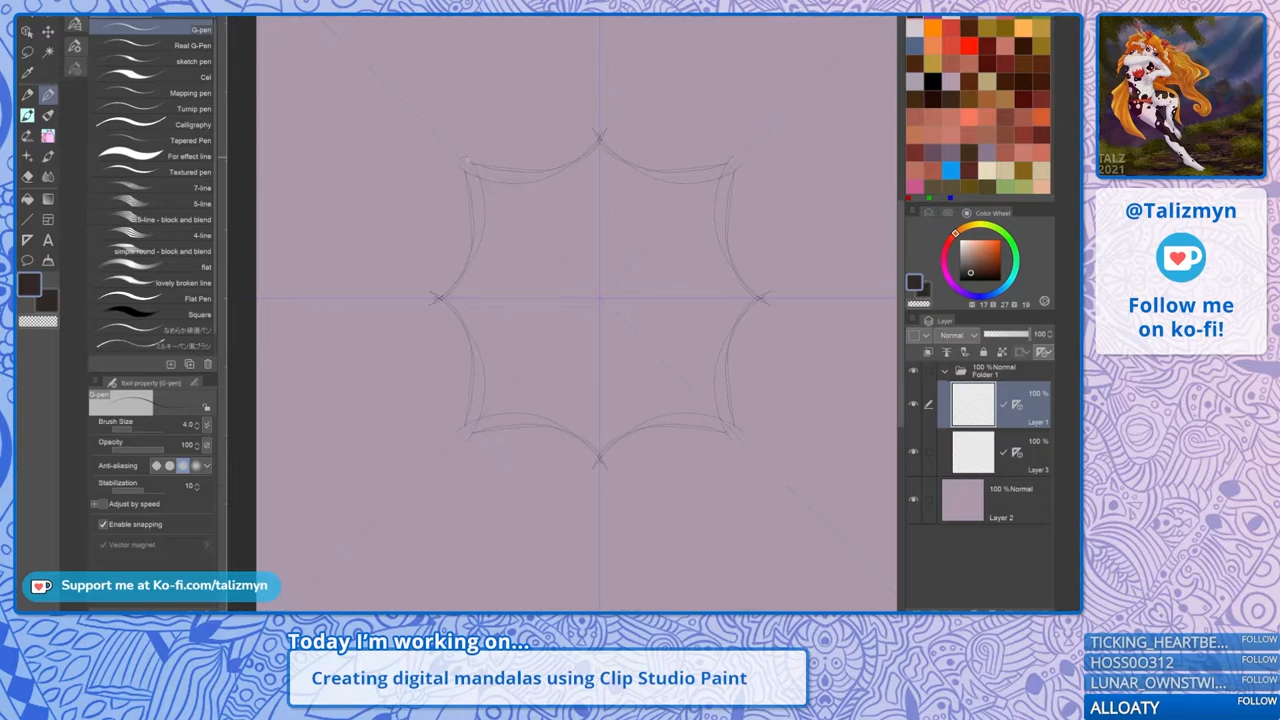 G-pen
Real G-Pen
sketch pen
Cel
Mapping pen
Turnip pen
Calligraphy
Tapered Pen
For effect line
Textured pen
7-line
5-line
5-line - block and blend
4-line
simple round - block and blend
flat
lovely broken line
Flat Pen
Square
Tool property [G-pen]
G-pen
Brush Size 4.0
Opacity 100
Anti-aliasing
Stabilization 10
Adjust by speed
Enable snapping
Vector magnet
Support me at Ko-fi.com/talizmyn
Color Wheel
H 17 S 27 V 19
Layer
Normal 100
100 % Normal
Folder 1
100 %
Layer 1
100 %
Layer 3
100 % Normal
Layer 2
TALZ
2021
@Talizmyn
Follow me
on ko-fi!
Today I'm working on...
Creating digital mandalas using Clip Studio Paint
TICKING_HEARTBE... FOLLOW
HOSS0O312 FOLLOW
LUNAR_OWNSTWI... FOLLOW
ALLOATY FOLLOW